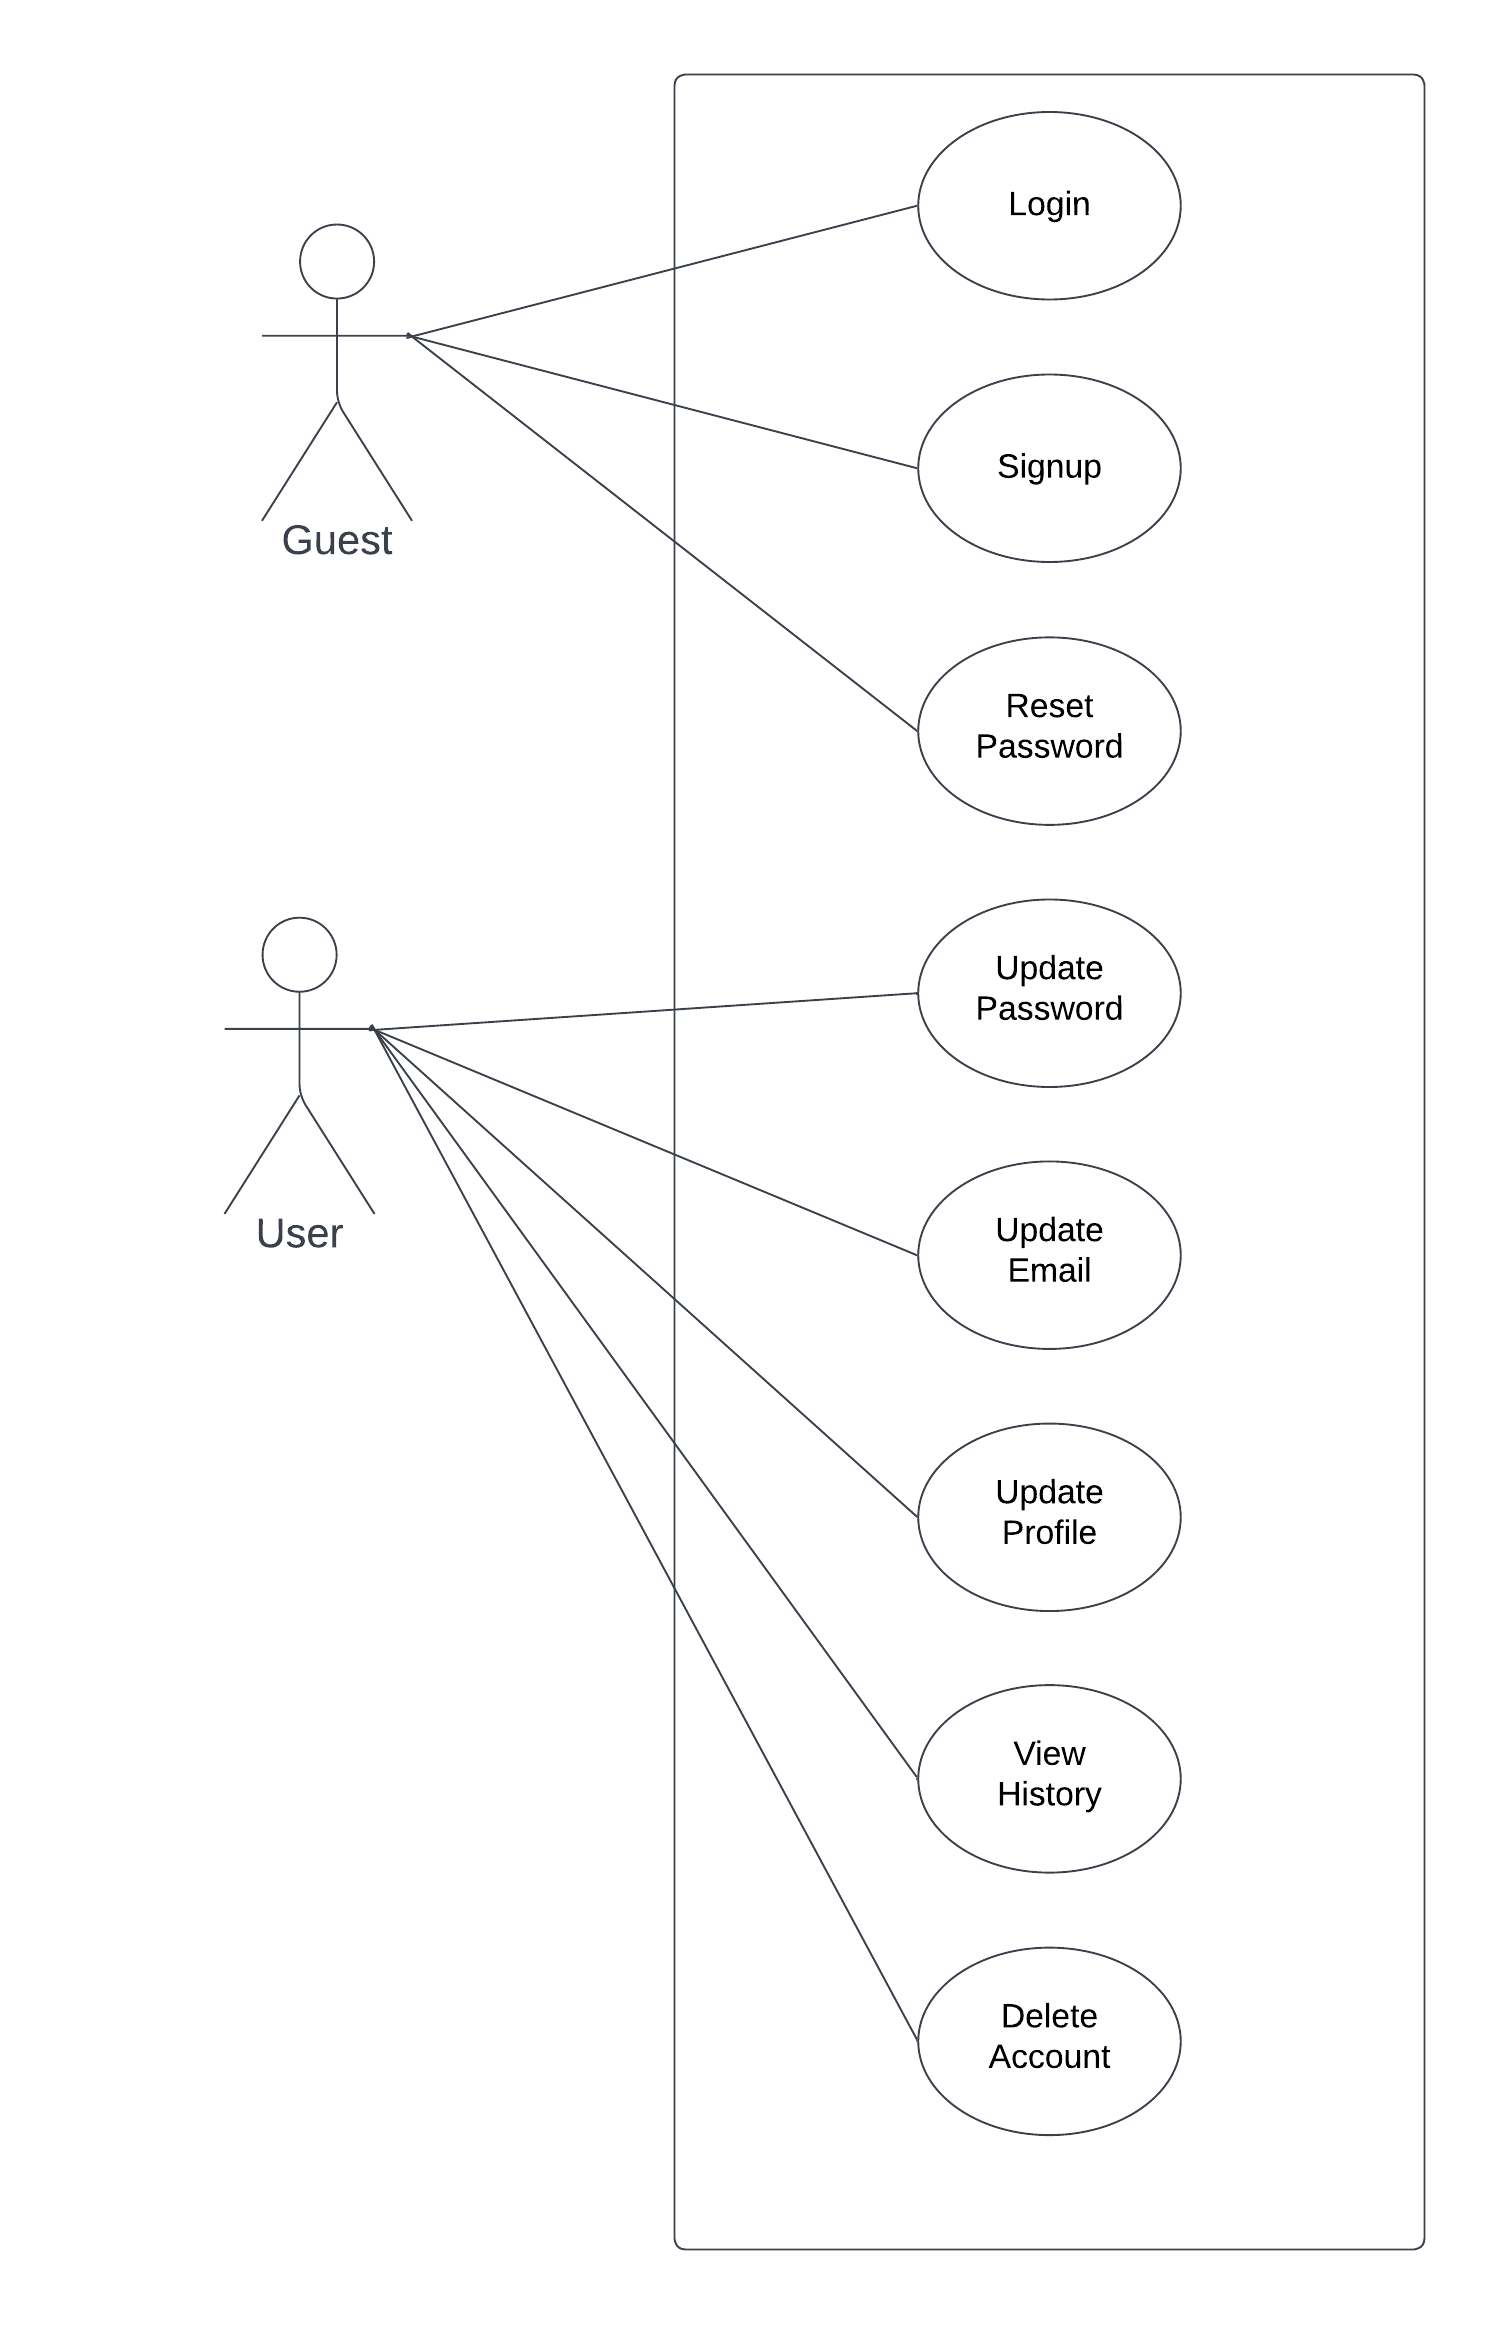 Login
Signup
Guest
Reset
Password
Update
Password
User
Update
Email
Update
Profile
View
History
Delete
Account